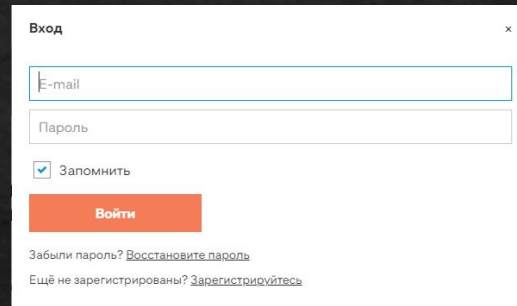 Вход ×
E-mail
Пароль
Запомнить
Войти
Забыли пароль? Восстановите пароль
Ещё не зарегистрированы? Зарегистрируйтесь